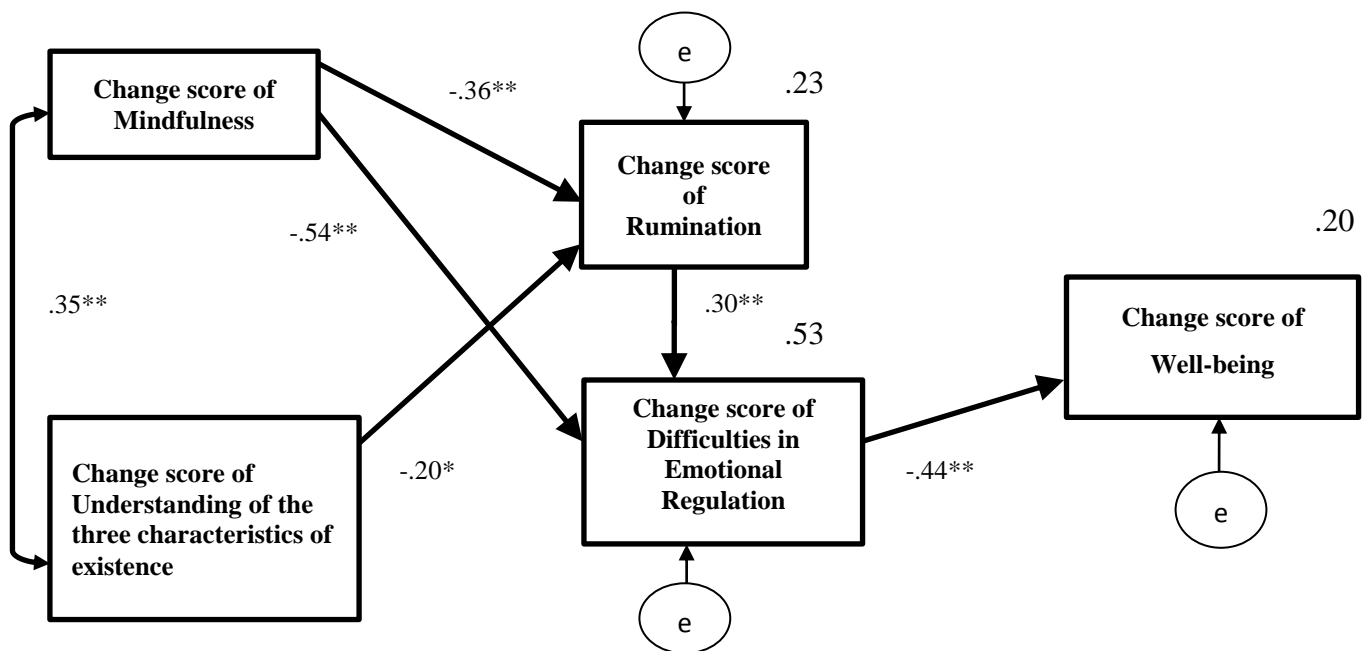 e
.23
Change score of
Mindfulness
-.36**
Change score
of
Rumination
-.54**
.20
.35**
.30**
.53
Change score of
Well-being
Change score of
Difficulties in
Emotional
Regulation
Change score of
Understanding of the
three characteristics of
existence
-.20*
-.44**
e
e